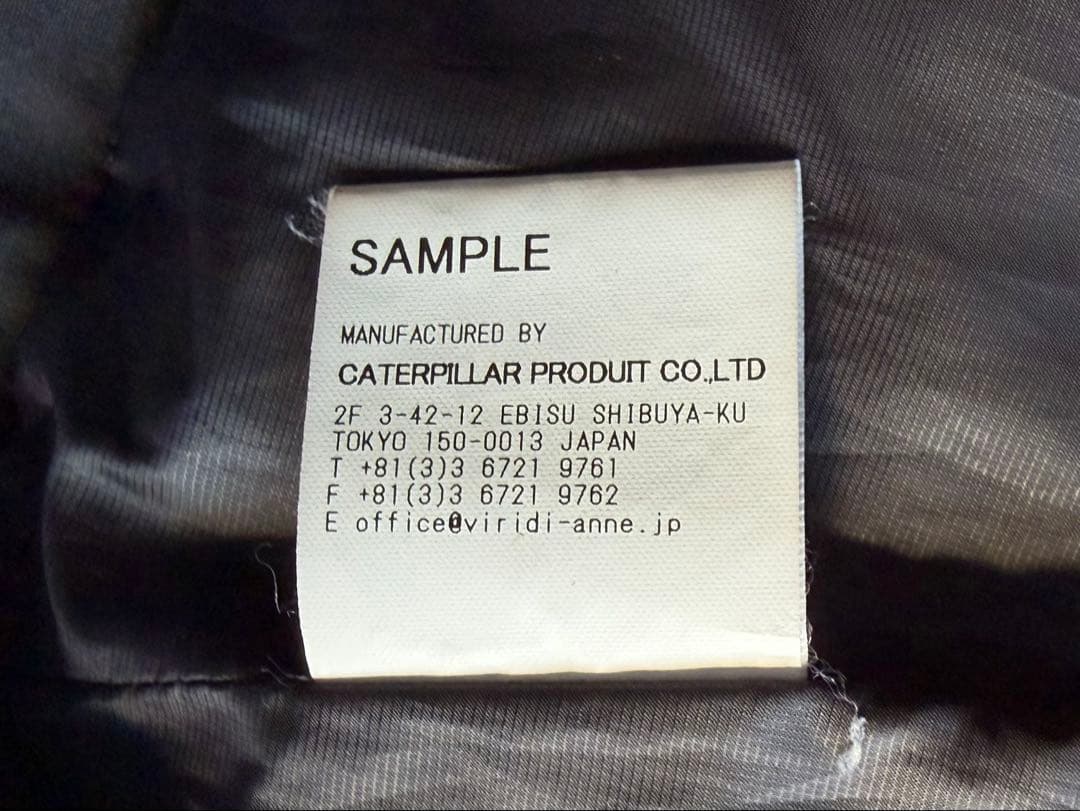 SAMPLE
MANUFACTURED BY
CATERPILLAR PRODUIT CO.,LTD
2F 3-42-12 EBISU SHIBUYA-KU
TOKYO 150-0013 JAPAN
T +81(3)3 6721 9761
F +81(3)3 6721 9762
E office@viridi-anne.jp